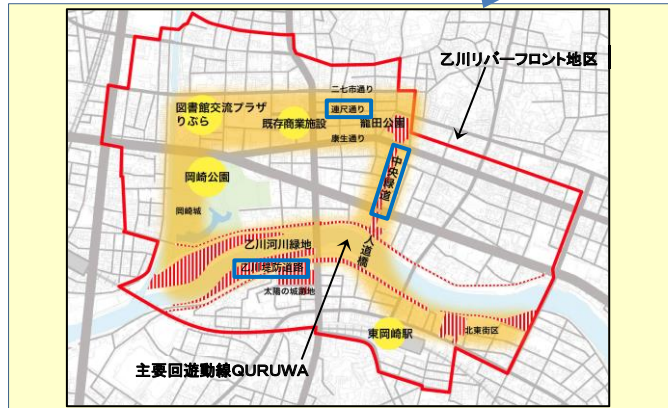 乙川リバーフロント地区
二七市通り
図書館交流プラザ
りぶら
連尺通り
既存商業施設
籠田公園
康生通り
中央緑道
岡崎公園
岡崎城
乙川河川緑地
人道橋
乙川堤防道路
太陽の城跡地
北東街区
東岡崎駅
主要回遊動線QURUWA